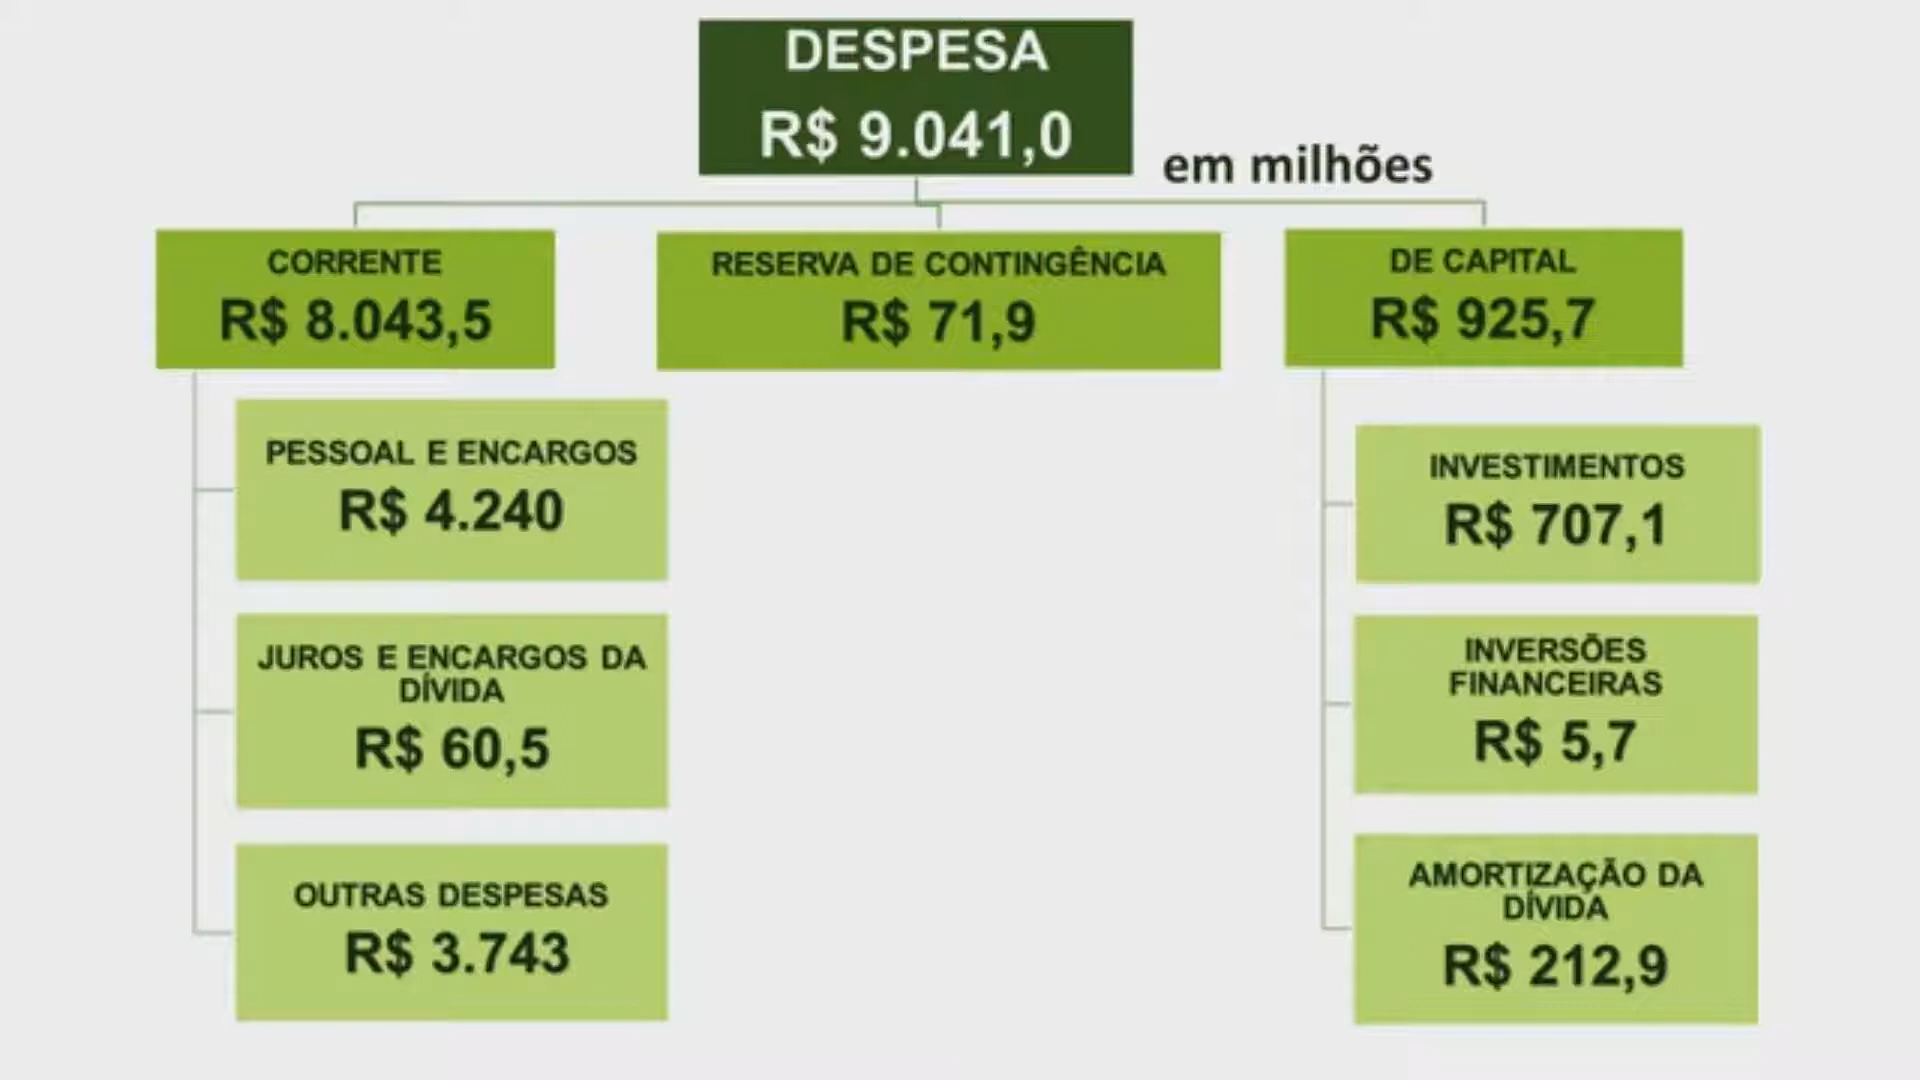 DESPESA
R$ 9.041,0
em milhões
CORRENTE
R$ 8.043,5
RESERVA DE CONTINGÊNCIA
R$ 71,9
DE CAPITAL
R$ 925,7
PESSOAL E ENCARGOS
R$ 4.240
JUROS E ENCARGOS DA
DÍVIDA
R$ 60,5
OUTRAS DESPESAS
R$ 3.743
INVESTIMENTOS
R$ 707,1
INVERSÕES
FINANCEIRAS
R$ 5,7
AMORTIZAÇÃO DA
DÍVIDA
R$ 212,9